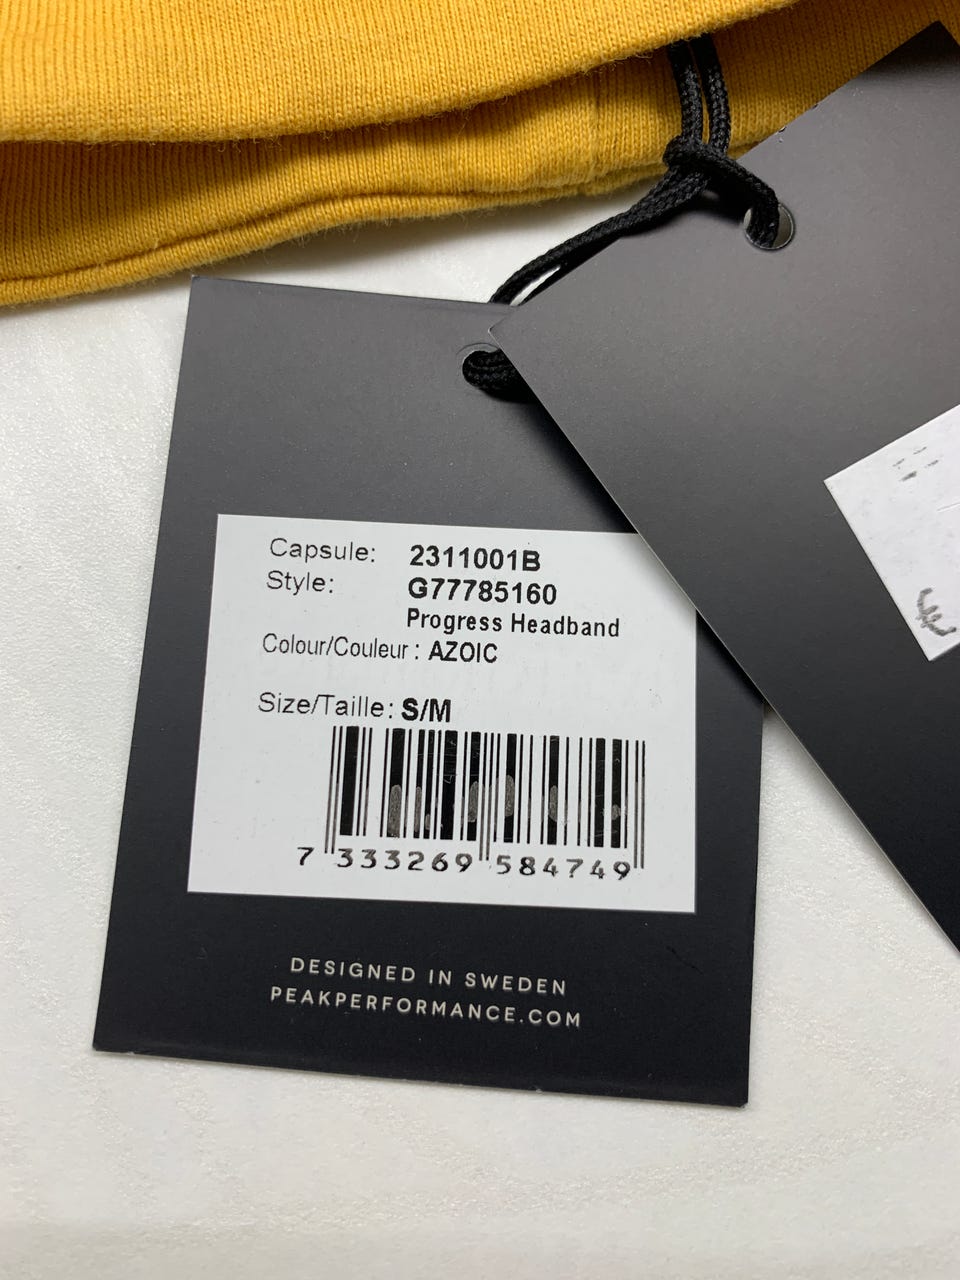 Capsule: 2311001B
Style: G77785160
Progress Headband
Colour/Couleur : AZOIC
Size/Taille: S/M
7 333269 584749
DESIGNED IN SWEDEN
PEAKPERFORMANCE.COM